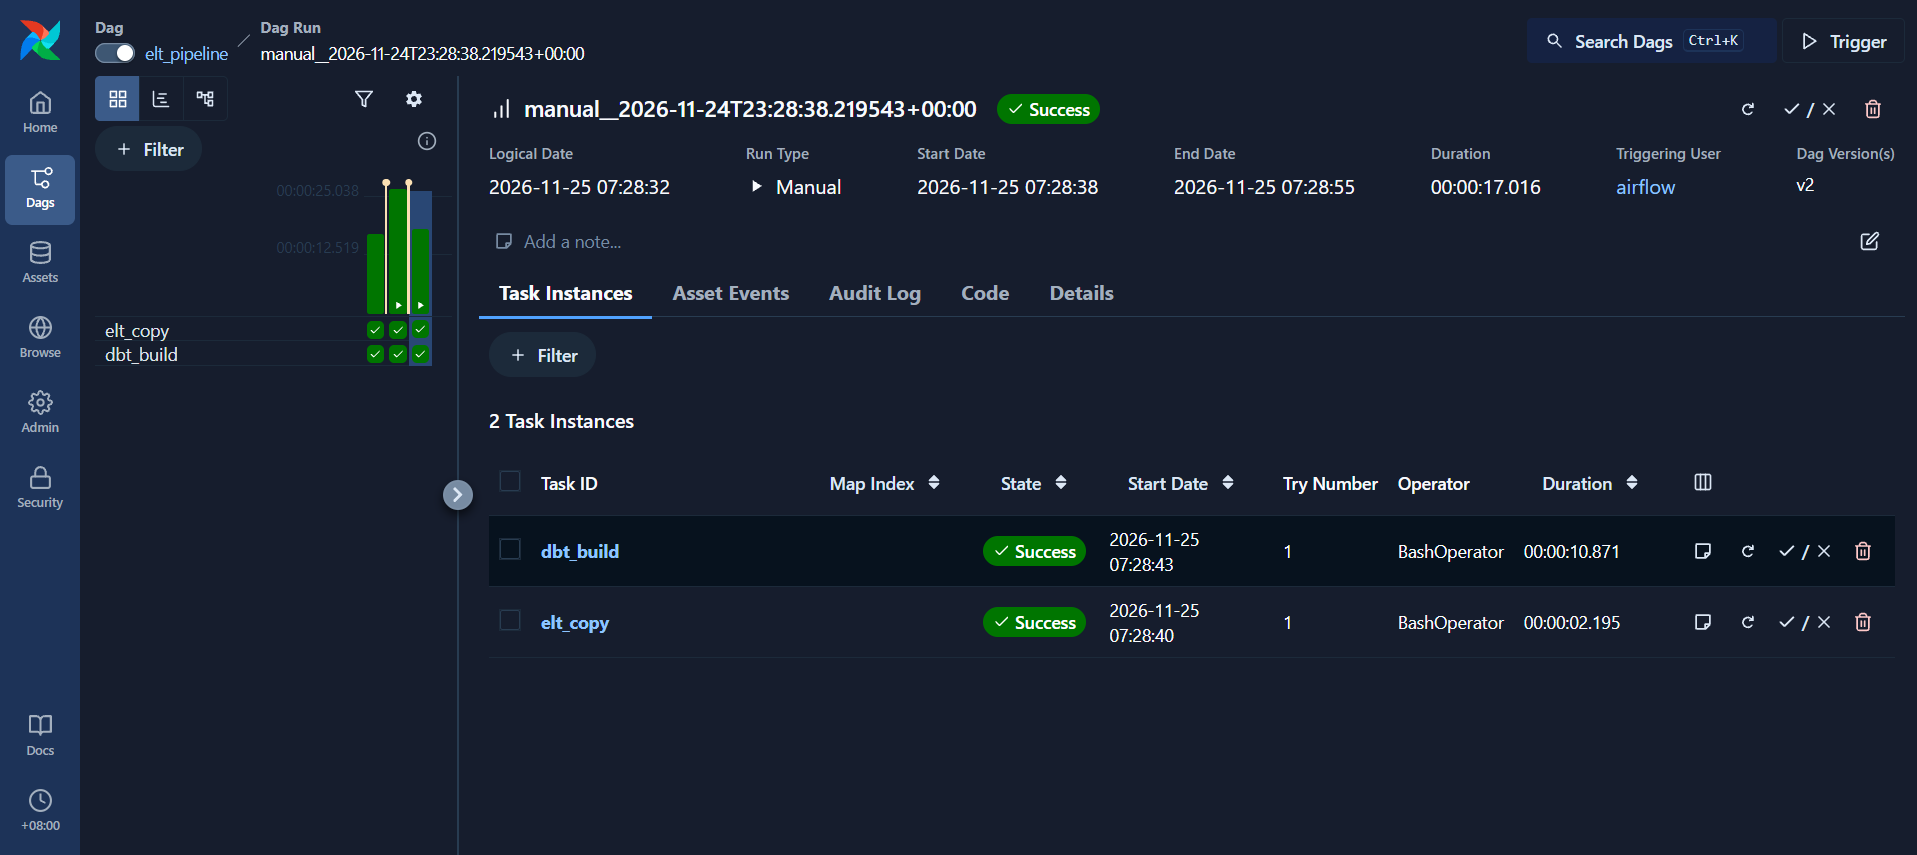 Dag
elt_pipeline
Dag Run
manual__2026-11-24T23:28:38.219543+00:00
Search Dags Ctrl+K
Trigger
Home
Dags
Assets
Browse
Admin
Security
Docs
+08:00
Filter
00:00:25.038
00:00:12.519
elt_copy
dbt_build
manual__2026-11-24T23:28:38.219543+00:00 Success
Logical Date Run Type Start Date End Date Duration Triggering User Dag Version(s)
2026-11-25 07:28:32 Manual 2026-11-25 07:28:38 2026-11-25 07:28:55 00:00:17.016 airflow v2
Add a note...
Task Instances Asset Events Audit Log Code Details
Filter
2 Task Instances
Task ID Map Index State Start Date Try Number Operator Duration
dbt_build Success 2026-11-25 07:28:43 1 BashOperator 00:00:10.871
elt_copy Success 2026-11-25 07:28:40 1 BashOperator 00:00:02.195